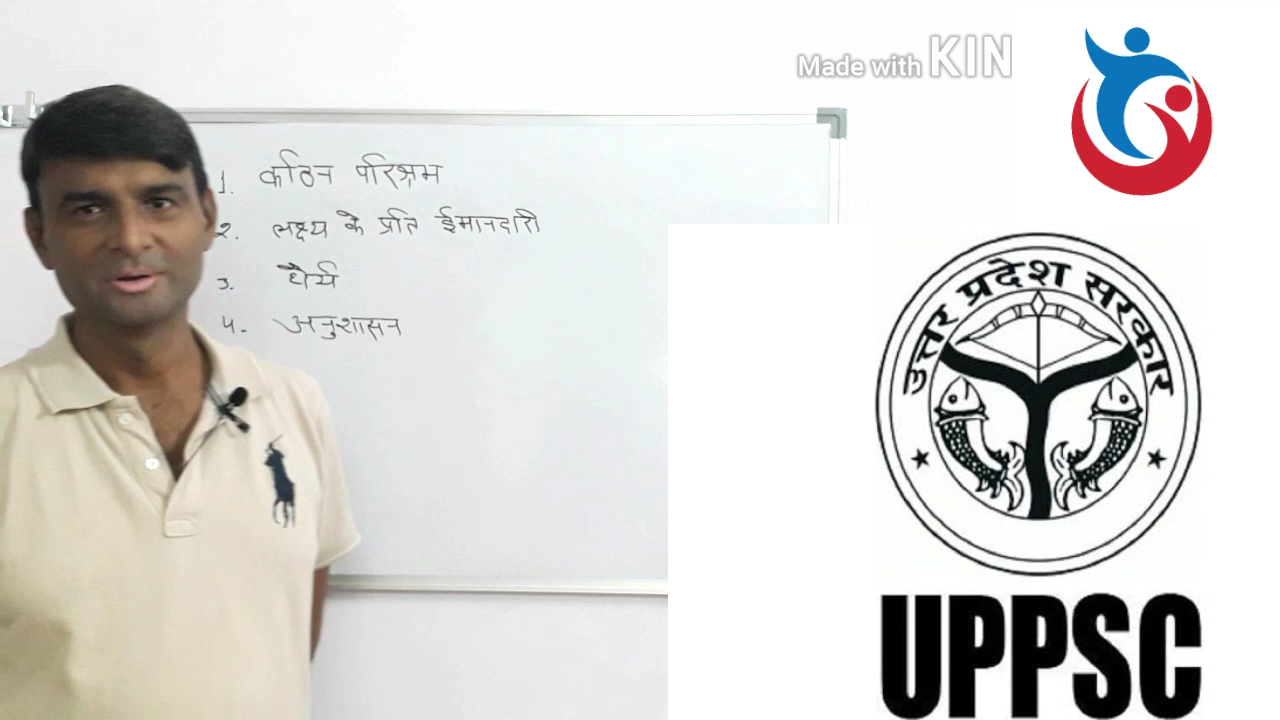 Made with KIN
1. कठिन परिश्रम
2. लक्ष्य के प्रति ईमानदारी
3. धैर्य
4. अनुशासन
उत्तर प्रदेश सरकार
UPPSC